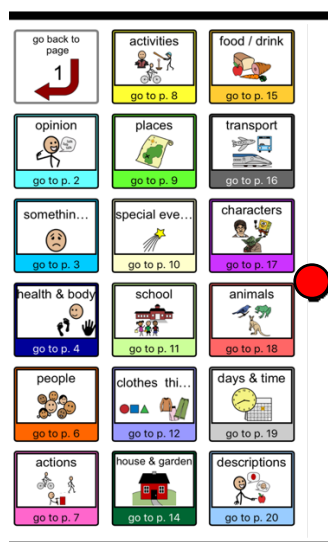 go back to
page
1
activities
go to p. 8
food / drink
go to p. 15
opinion
go to p. 2
places
go to p. 9
transport
go to p. 16
somethin...
go to p. 3
special eve...
go to p. 10
characters
go to p. 17
health & body
go to p. 4
school
go to p. 11
animals
go to p. 18
people
go to p. 6
clothes thi...
go to p. 12
days & time
go to p. 19
actions
go to p. 7
house & garden
go to p. 14
descriptions
go to p. 20